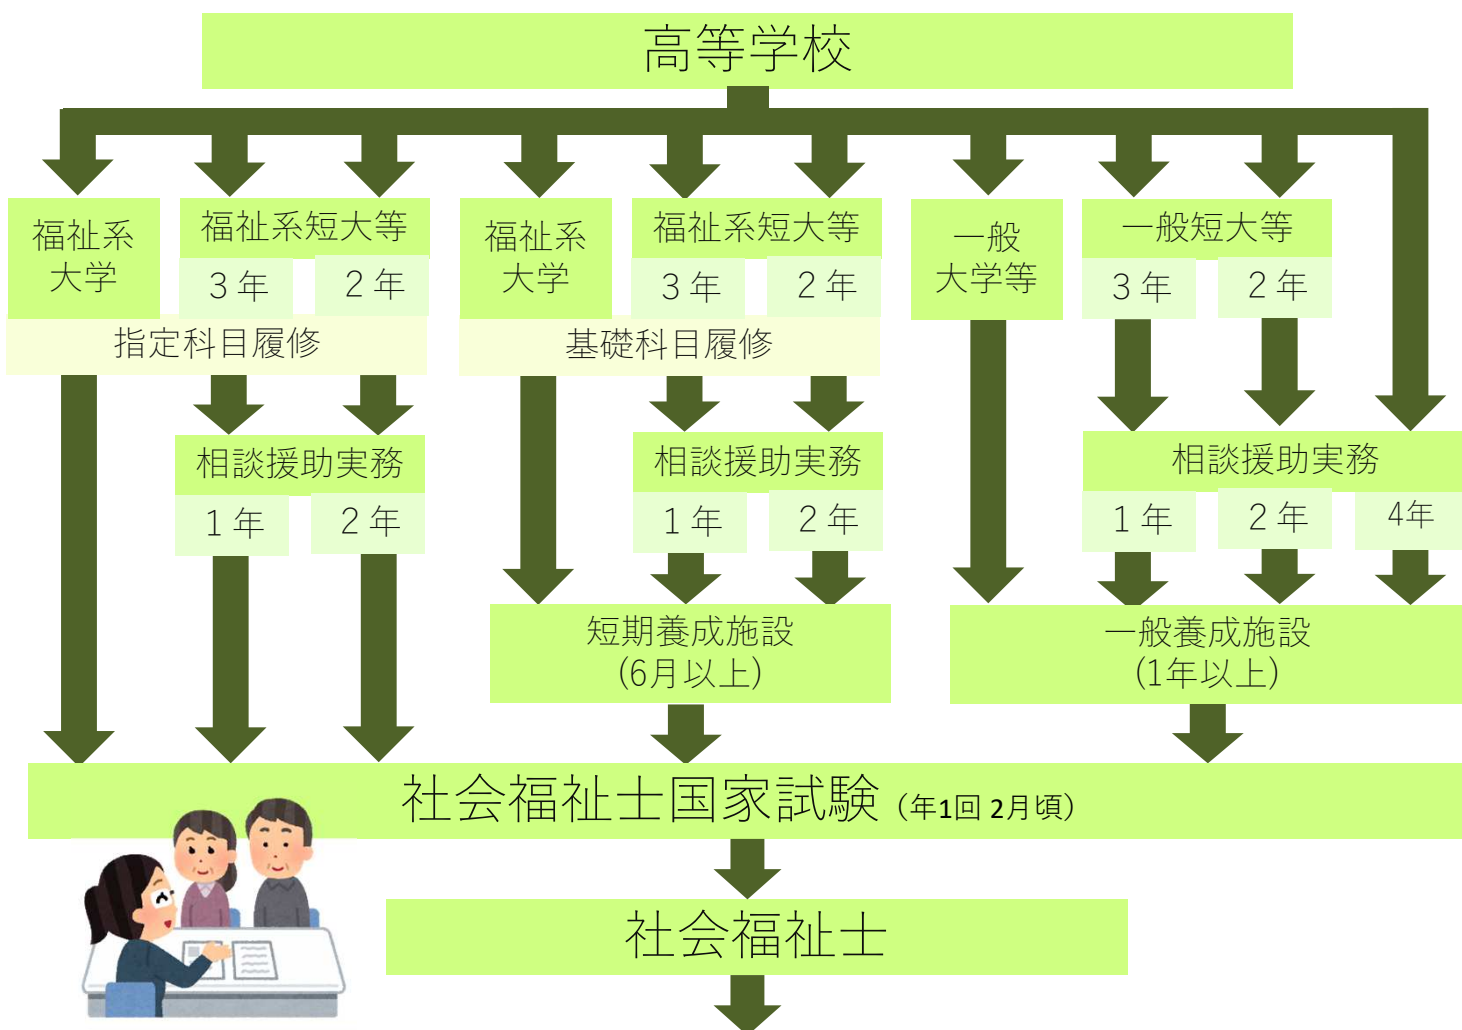 高等学校
福祉系
大学
福祉系短大等
３年
２年
指定科目履修
福祉系
大学
福祉系短大等
３年
２年
基礎科目履修
一般
大学等
一般短大等
３年
２年
相談援助実務
１年
２年
相談援助実務
１年
２年
相談援助実務
１年
２年
4年
短期養成施設
(6月以上)
一般養成施設
(1年以上)
社会福祉士国家試験（年1回 2月頃）
社会福祉士